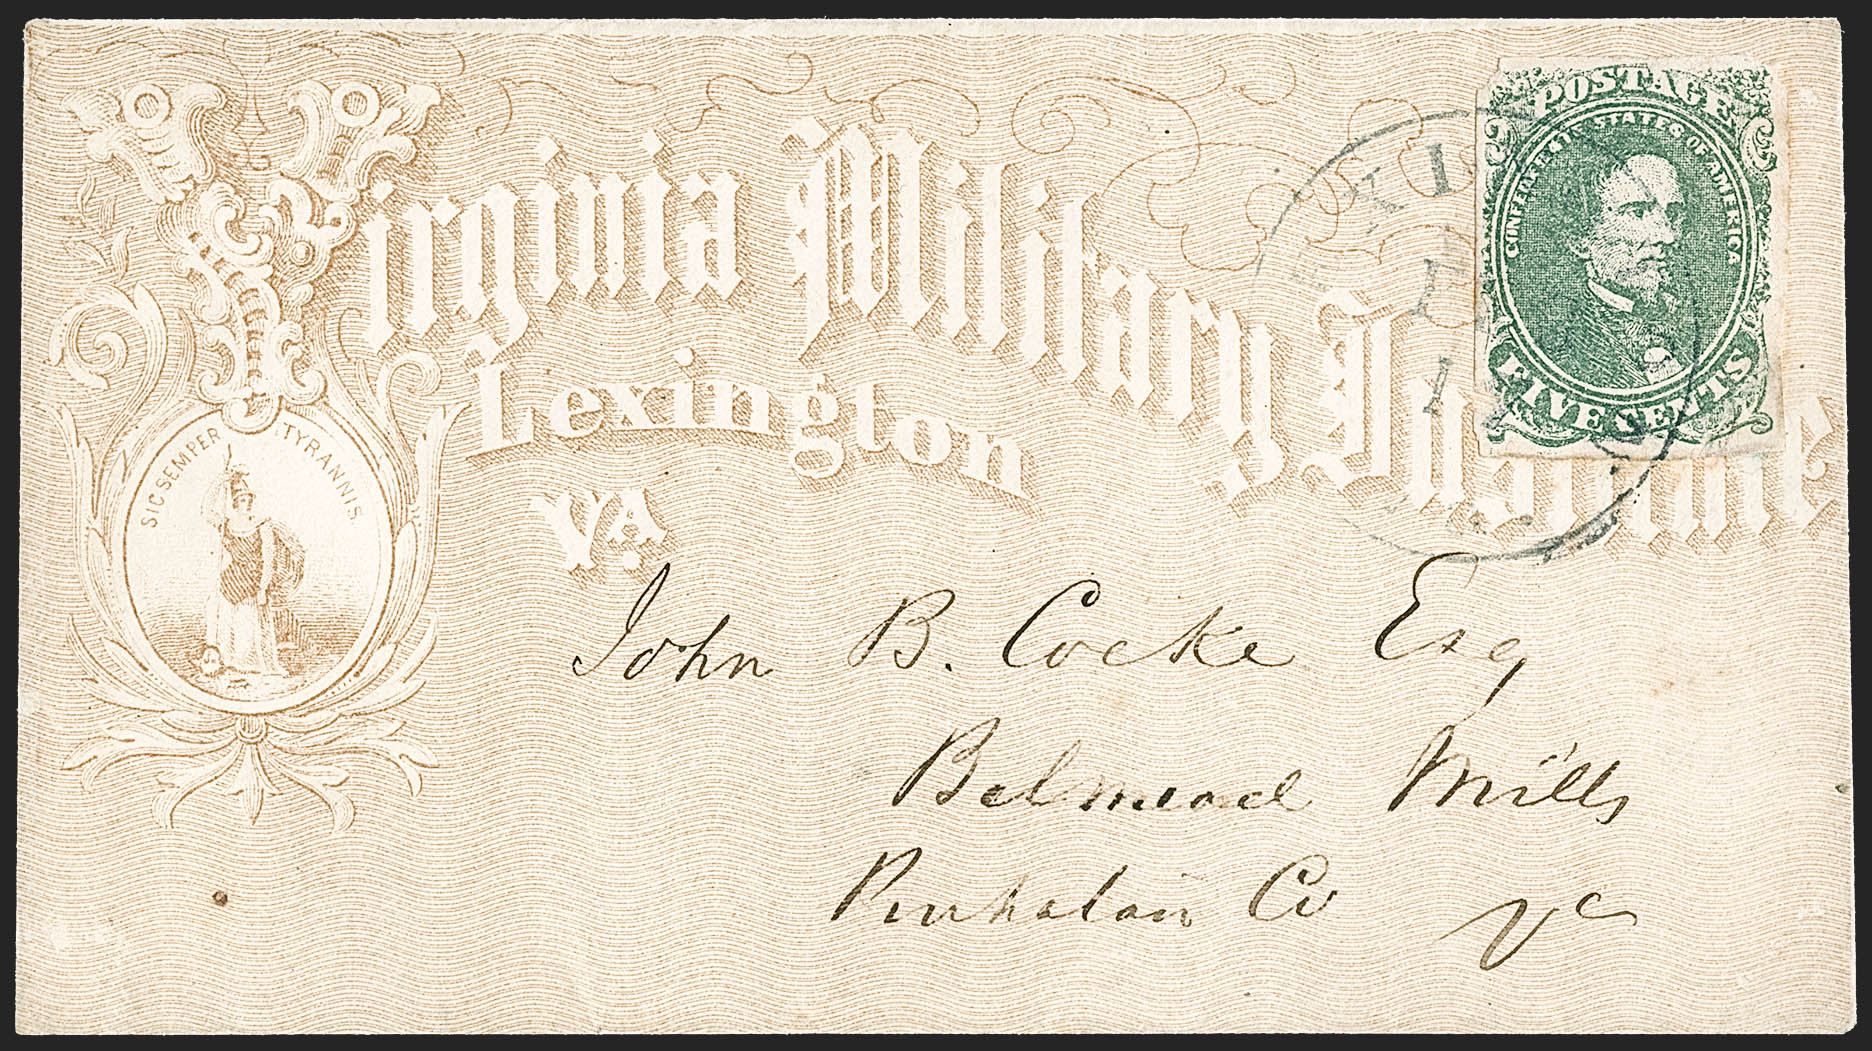 Virginia Military Institute
Lexington
Va.
SIC SEMPER TYRANNIS.
POSTAGE
CONFEDERATE STATES OF AMERICA
FIVE CENTS
John B. Cocke Esq
Belmead Mills
Powhatan Co Va